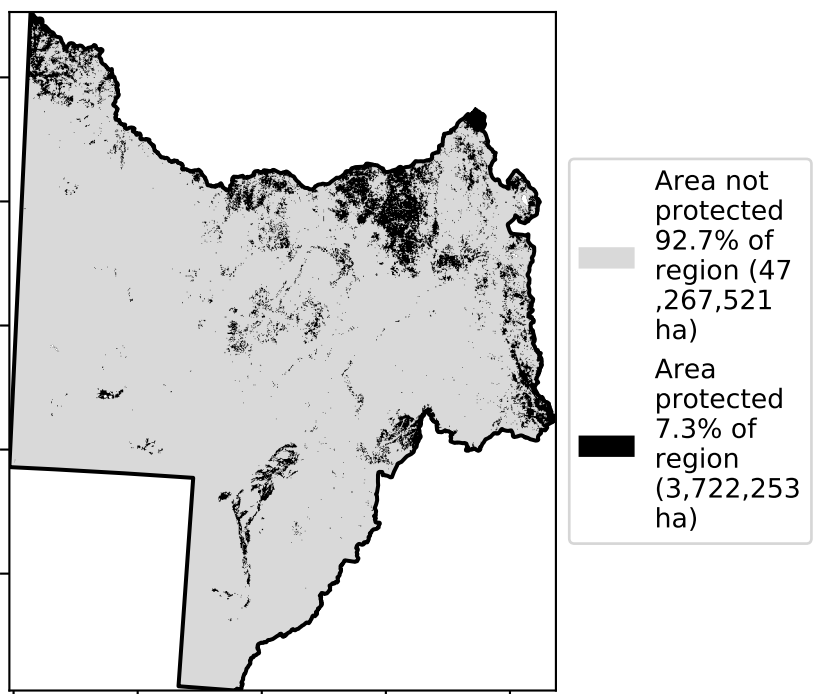 Area not
protected
92.7% of
region (47
,267,521
ha)
Area
protected
7.3% of
region
(3,722,253
ha)